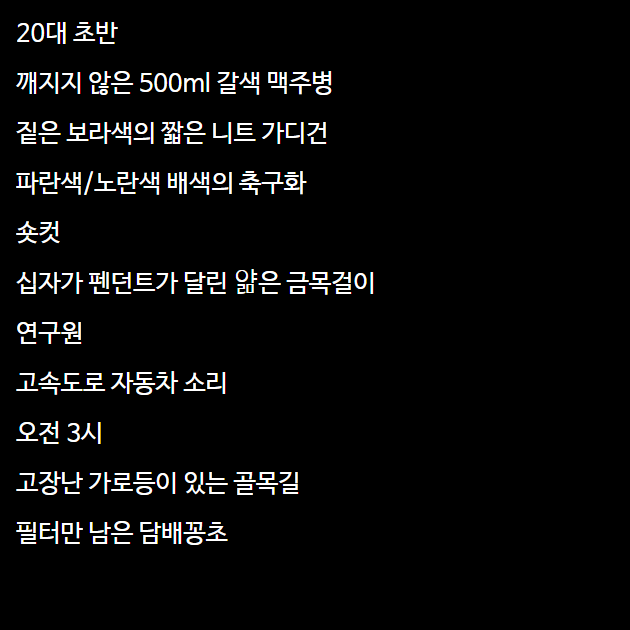 20대 초반
깨지지 않은 500ml 갈색 맥주병
짙은 보라색의 짧은 니트 가디건
파란색/노란색 배색의 축구화
숏컷
십자가 펜던트가 달린 얆은 금목걸이
연구원
고속도로 자동차 소리
오전 3시
고장난 가로등이 있는 골목길
필터만 남은 담배꽁초